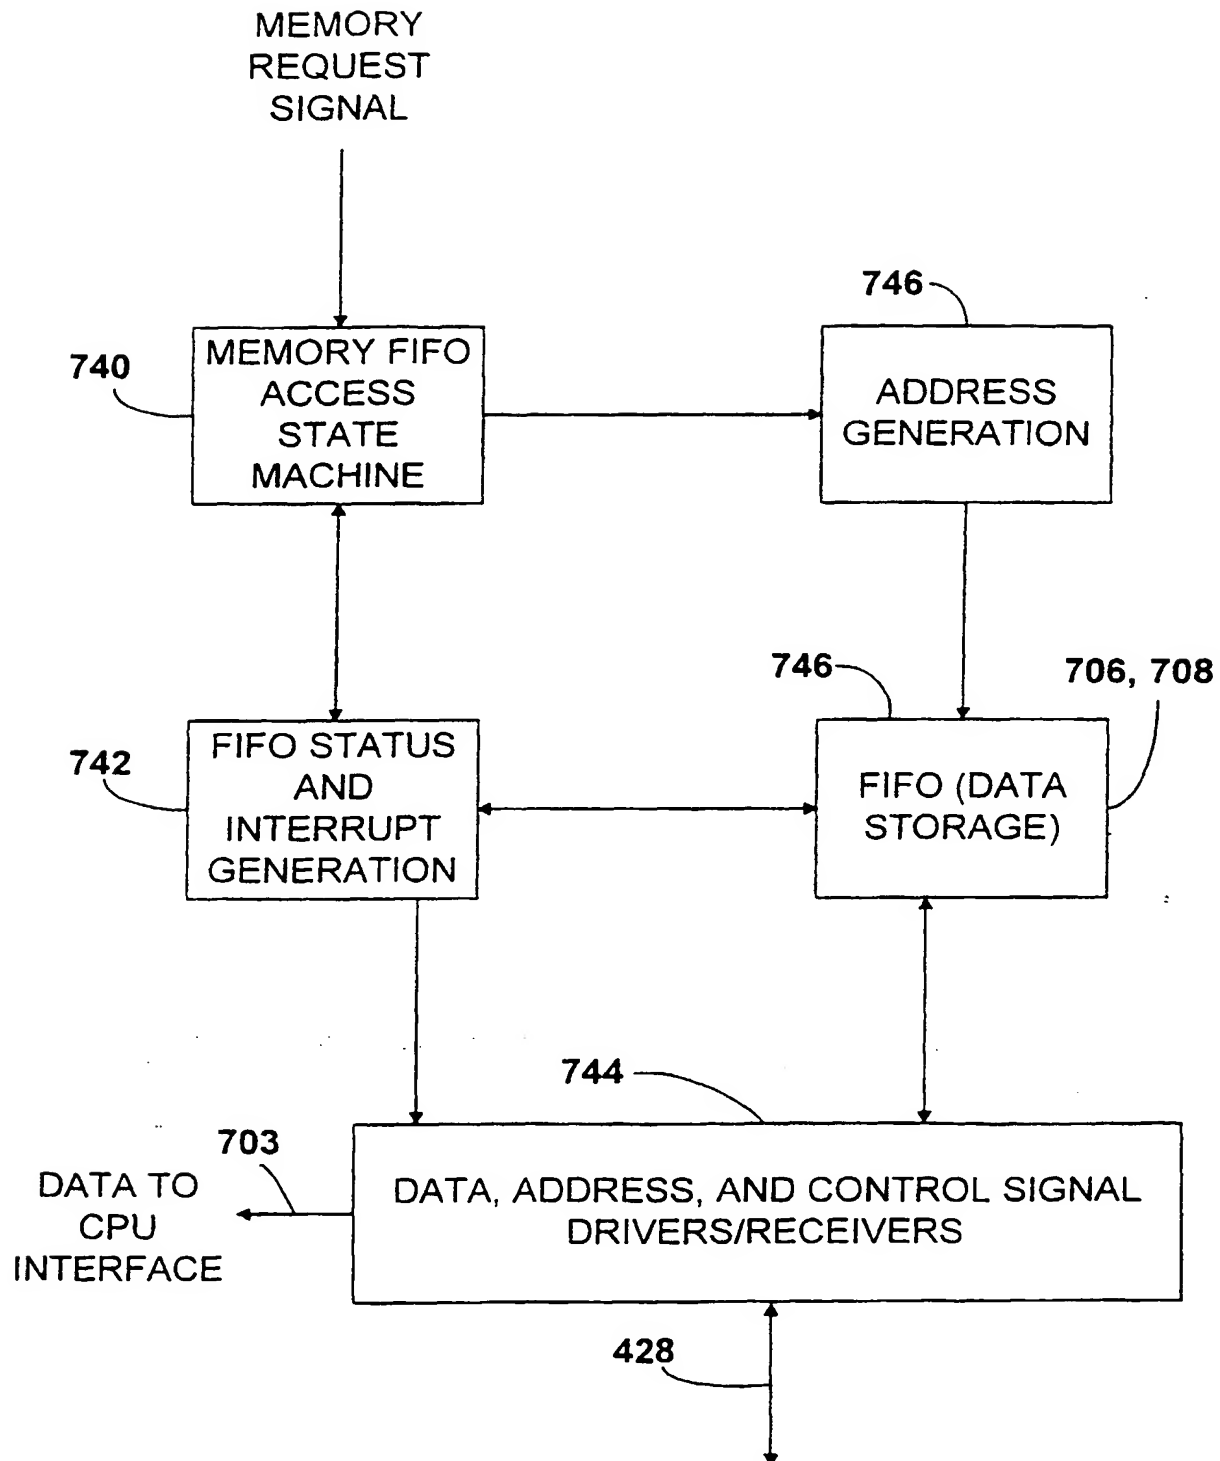 MEMORY
REQUEST
SIGNAL
746
740
MEMORY FIFO
ACCESS
STATE
MACHINE
ADDRESS
GENERATION
746
706, 708
742
FIFO STATUS
AND
INTERRUPT
GENERATION
FIFO (DATA
STORAGE)
744
703
DATA TO
CPU
INTERFACE
DATA, ADDRESS, AND CONTROL SIGNAL
DRIVERS/RECEIVERS
428